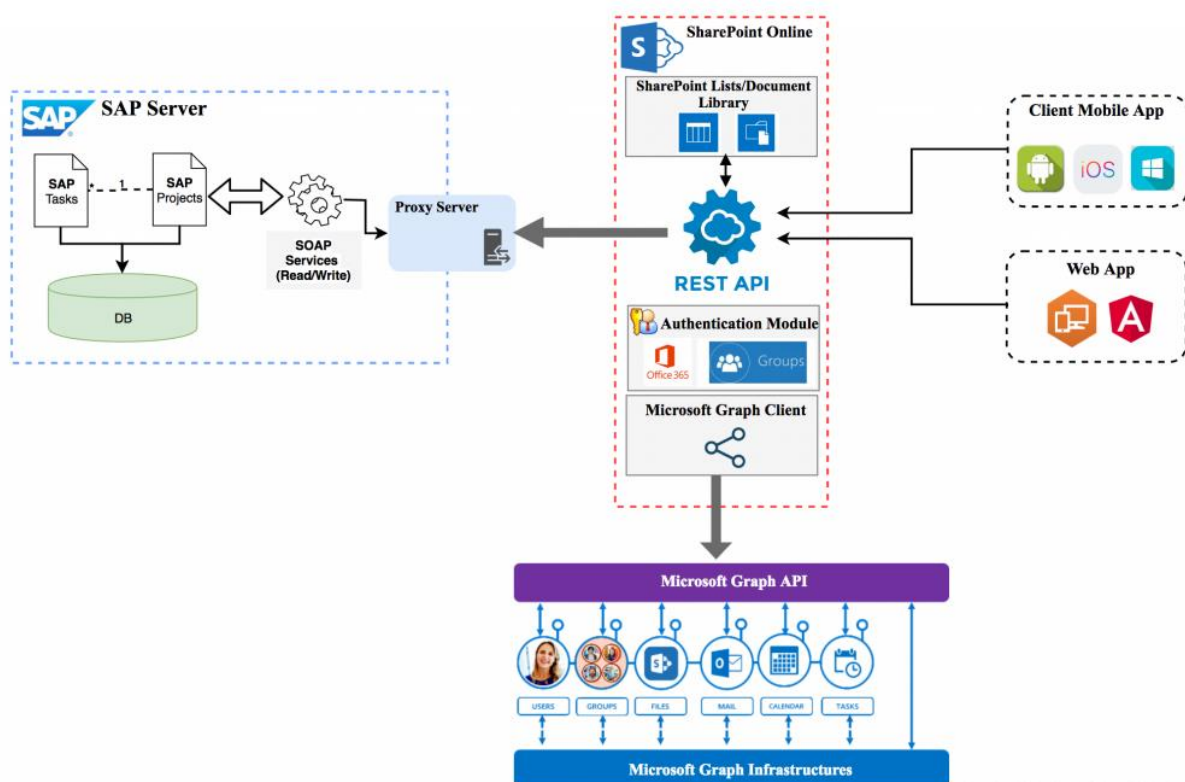 SharePoint Online
S
SharePoint Lists/Document
Library
SAP
SAP Server
SAP
Tasks
*
1
SAP
Projects
SOAP
Services
(Read/Write)
DB
Proxy Server
REST API
Client Mobile App
iOS
Web App
A
Authentication Module
Office 365
Groups
Microsoft Graph Client
Microsoft Graph API
S
O
USERS
GROUPS
FILES
MAIL
CALENDAR
TASKS
Microsoft Graph Infrastructures